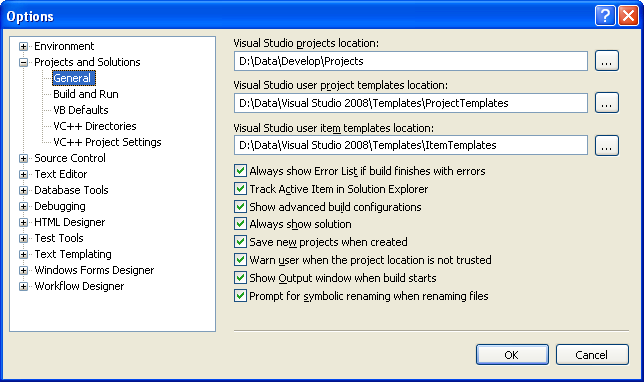 Options
Environment
Projects and Solutions
General
Build and Run
VB Defaults
VC++ Directories
VC++ Project Settings
Source Control
Text Editor
Database Tools
Debugging
HTML Designer
Test Tools
Text Templating
Windows Forms Designer
Workflow Designer
Visual Studio projects location:
D:\Data\Develop\Projects
...
Visual Studio user project templates location:
D:\Data\Visual Studio 2008\Templates\ProjectTemplates
...
Visual Studio user item templates location:
D:\Data\Visual Studio 2008\Templates\ItemTemplates
...
Always show Error List if build finishes with errors
Track Active Item in Solution Explorer
Show advanced build configurations
Always show solution
Save new projects when created
Warn user when the project location is not trusted
Show Output window when build starts
Prompt for symbolic renaming when renaming files
OK
Cancel